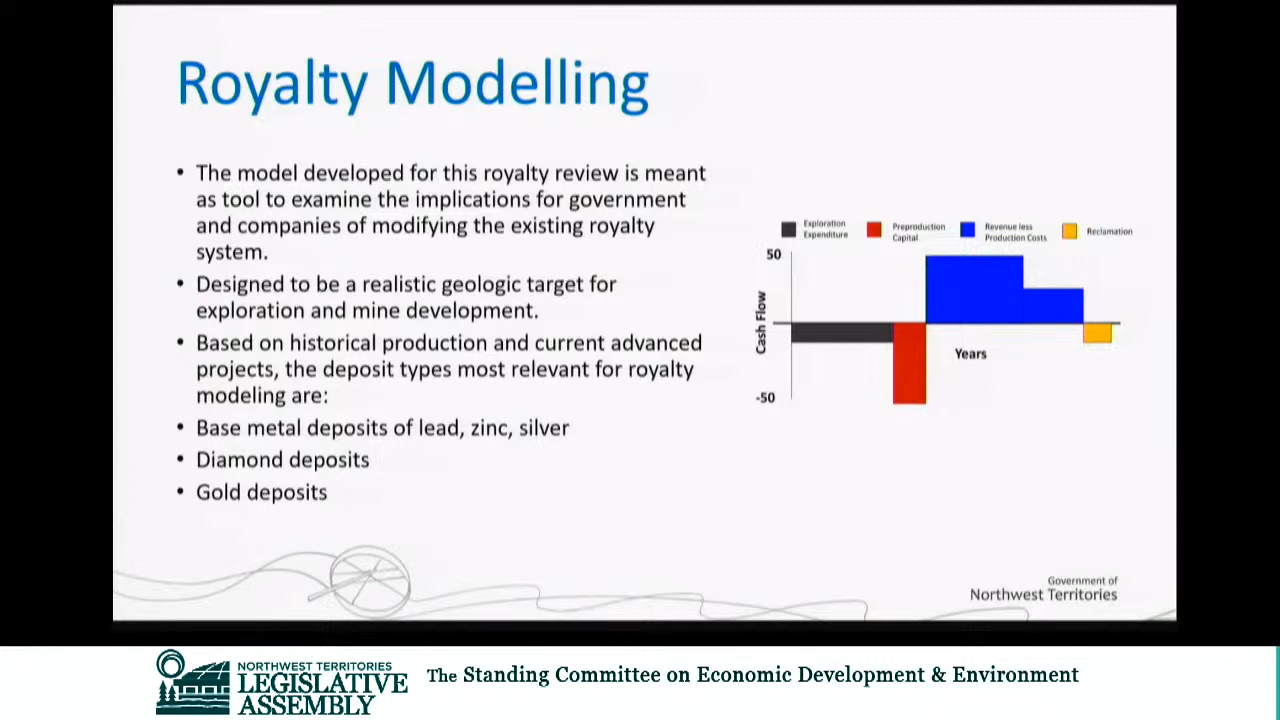 Royalty Modelling
• The model developed for this royalty review is meant
as tool to examine the implications for government
and companies of modifying the existing royalty
system.
• Designed to be a realistic geologic target for
exploration and mine development.
• Based on historical production and current advanced
projects, the deposit types most relevant for royalty
modeling are:
• Base metal deposits of lead, zinc, silver
• Diamond deposits
• Gold deposits
Exploration
Expenditure
Preproduction
Capital
Revenue less
Production Costs
Reclamation
50
Cash Flow
Years
-50
Government of
Northwest Territories
NORTHWEST TERRITORIES
LEGISLATIVE
ASSEMBLY
The Standing Committee on Economic Development & Environment